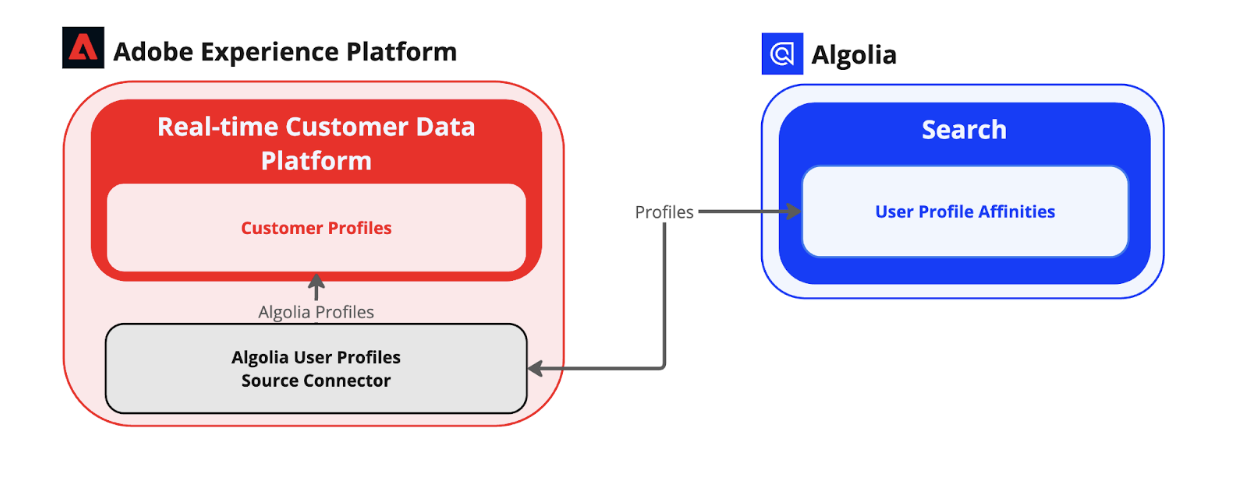 Adobe Experience Platform
Real-time Customer Data
Platform
Customer Profiles
Algolia Profiles
Algolia User Profiles
Source Connector
Profiles
Algolia
Search
User Profile Affinities